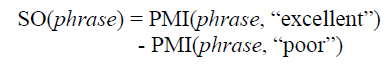 SO(phrase) = PMI(phrase, “excellent”)
- PMI(phrase, “poor”)